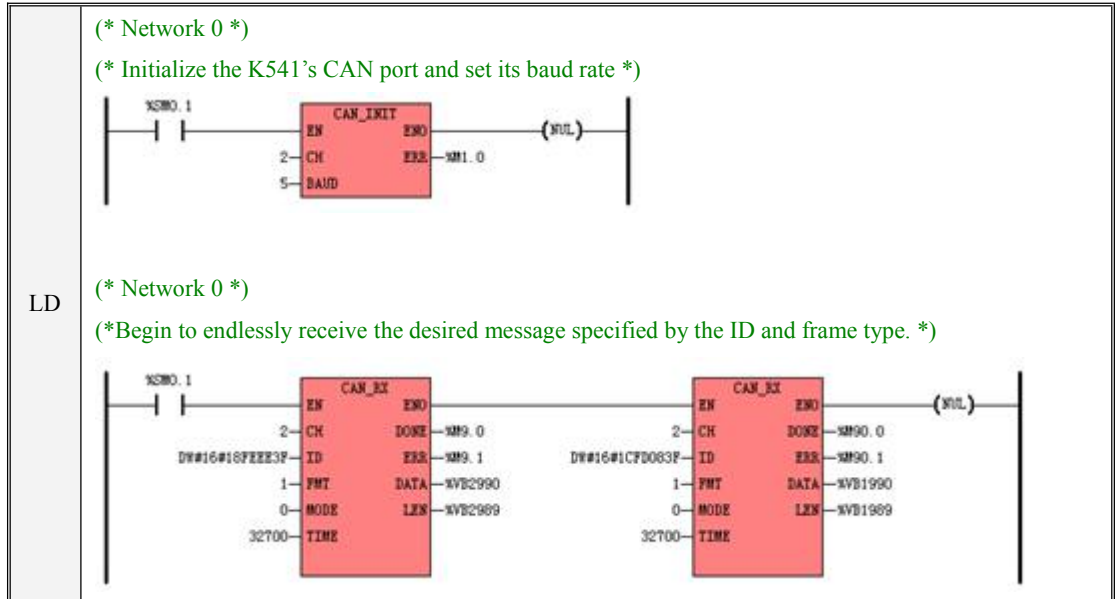 LD
(* Network 0 *)
(* Initialize the K541’s CAN port and set its baud rate *)
%SM0.1
CAN_INIT
EN ENO
(NUL)
2 CH ERR %M1.0
5 BAUD
(* Network 0 *)
(*Begin to endlessly receive the desired message specified by the ID and frame type. *)
%SM0.1
CAN_RX
EN ENO
2 CH DONE %M9.0
DW#16#18FEEE3F ID ERR %M9.1
1 FMT DATA %VB2990
0 MODE LEN %VB2989
32700 TIME
CAN_RX
EN ENO
(NUL)
2 CH DONE %M90.0
DW#16#1CFD083F ID ERR %M90.1
1 FMT DATA %VB1990
0 MODE LEN %VB1989
32700 TIME